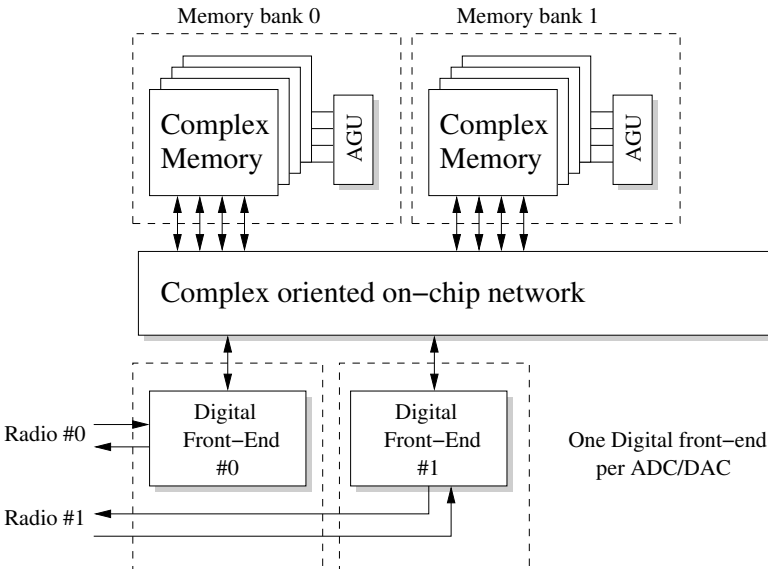 Memory bank 0
Memory bank 1
Complex
Memory
AGU
Complex
Memory
AGU
Complex oriented on−chip network
Digital
Front−End
#0
Digital
Front−End
#1
Radio #0
One Digital front−end
per ADC/DAC
Radio #1